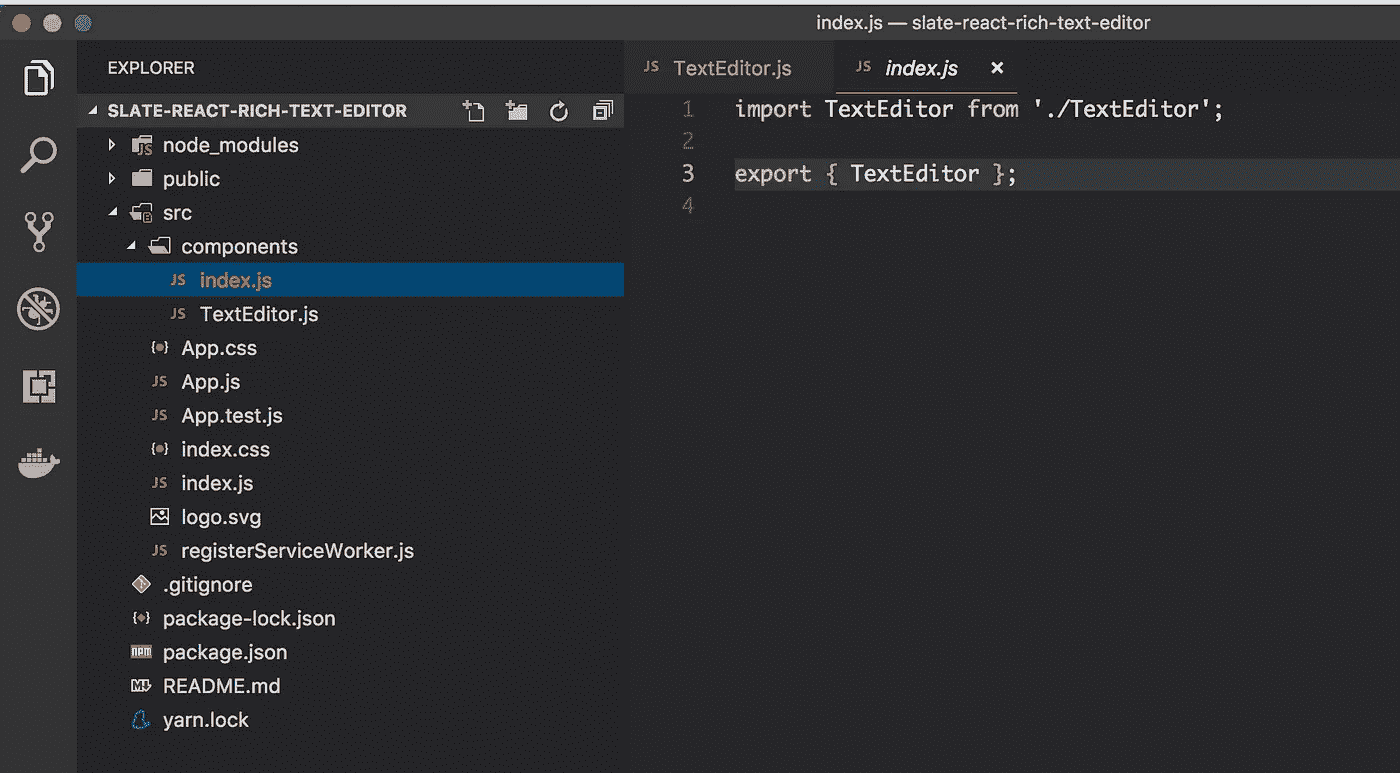 index.js — slate-react-rich-text-editor
EXPLORER
SLATE-REACT-RICH-TEXT-EDITOR
node_modules
public
src
components
JS index.js
JS TextEditor.js
App.css
JS App.js
JS App.test.js
index.css
JS index.js
logo.svg
JS registerServiceWorker.js
.gitignore
package-lock.json
npm package.json
README.md
yarn.lock
JS TextEditor.js JS index.js ×
1 import TextEditor from './TextEditor';
2
3 export { TextEditor };
4